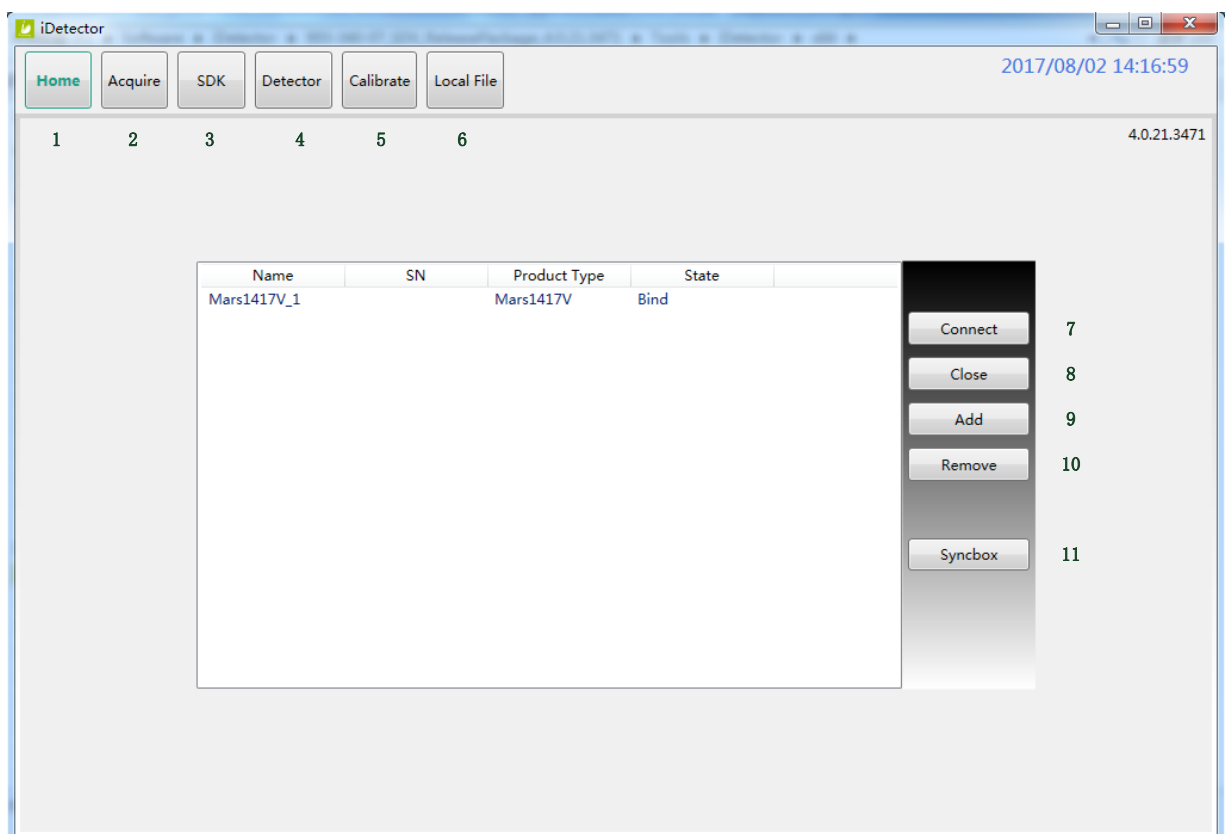 iDetector
2017/08/02 14:16:59
Home Acquire SDK Detector Calibrate Local File
1 2 3 4 5 6
4.0.21.3471
Name SN Product Type State
Mars1417V_1 Mars1417V Bind
Connect 7
Close 8
Add 9
Remove 10
Syncbox 11